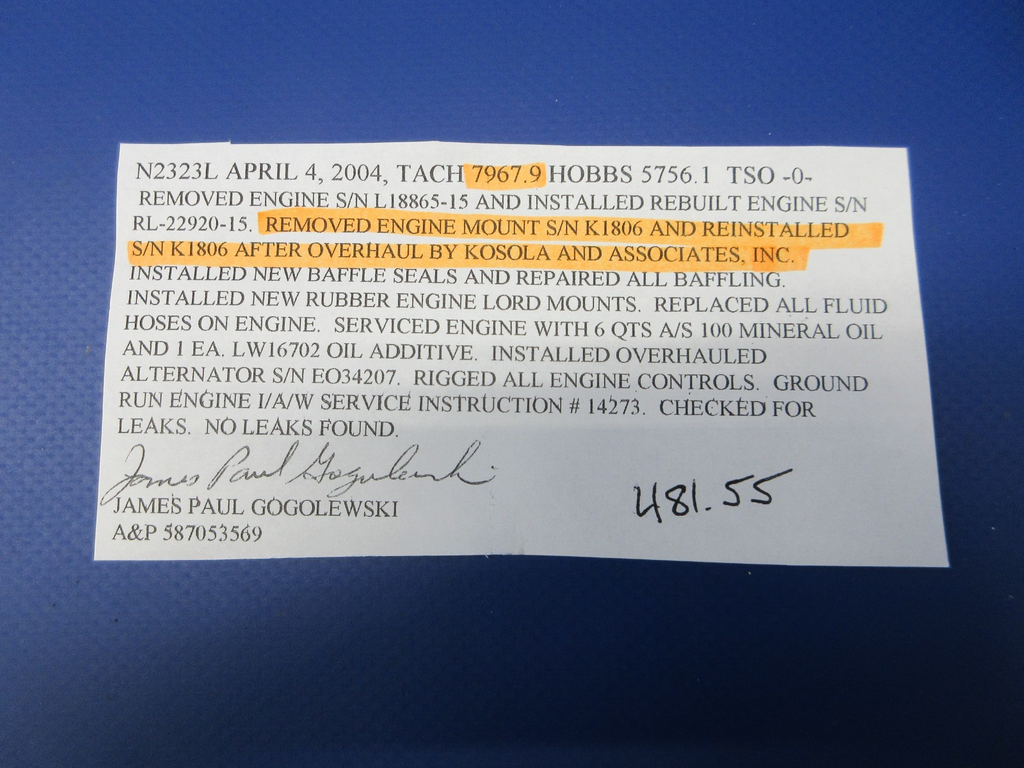 N2323L APRIL 4, 2004, TACH 7967.9 HOBBS 5756.1 TSO -0-
REMOVED ENGINE S/N L18865-15 AND INSTALLED REBUILT ENGINE S/N
RL-22920-15. REMOVED ENGINE MOUNT S/N K1806 AND REINSTALLED
S/N K1806 AFTER OVERHAUL BY KOSOLA AND ASSOCIATES, INC.
INSTALLED NEW BAFFLE SEALS AND REPAIRED ALL BAFFLING.
INSTALLED NEW RUBBER ENGINE LORD MOUNTS. REPLACED ALL FLUID
HOSES ON ENGINE. SERVICED ENGINE WITH 6 QTS A/S 100 MINERAL OIL
AND 1 EA. LW16702 OIL ADDITIVE. INSTALLED OVERHAULED
ALTERNATOR S/N EO34207. RIGGED ALL ENGINE CONTROLS. GROUND
RUN ENGINE I/A/W SERVICE INSTRUCTION # 14273. CHECKED FOR
LEAKS. NO LEAKS FOUND.
James Paul Gogolewski
JAMES PAUL GOGOLEWSKI
A&P 587053569
481.55